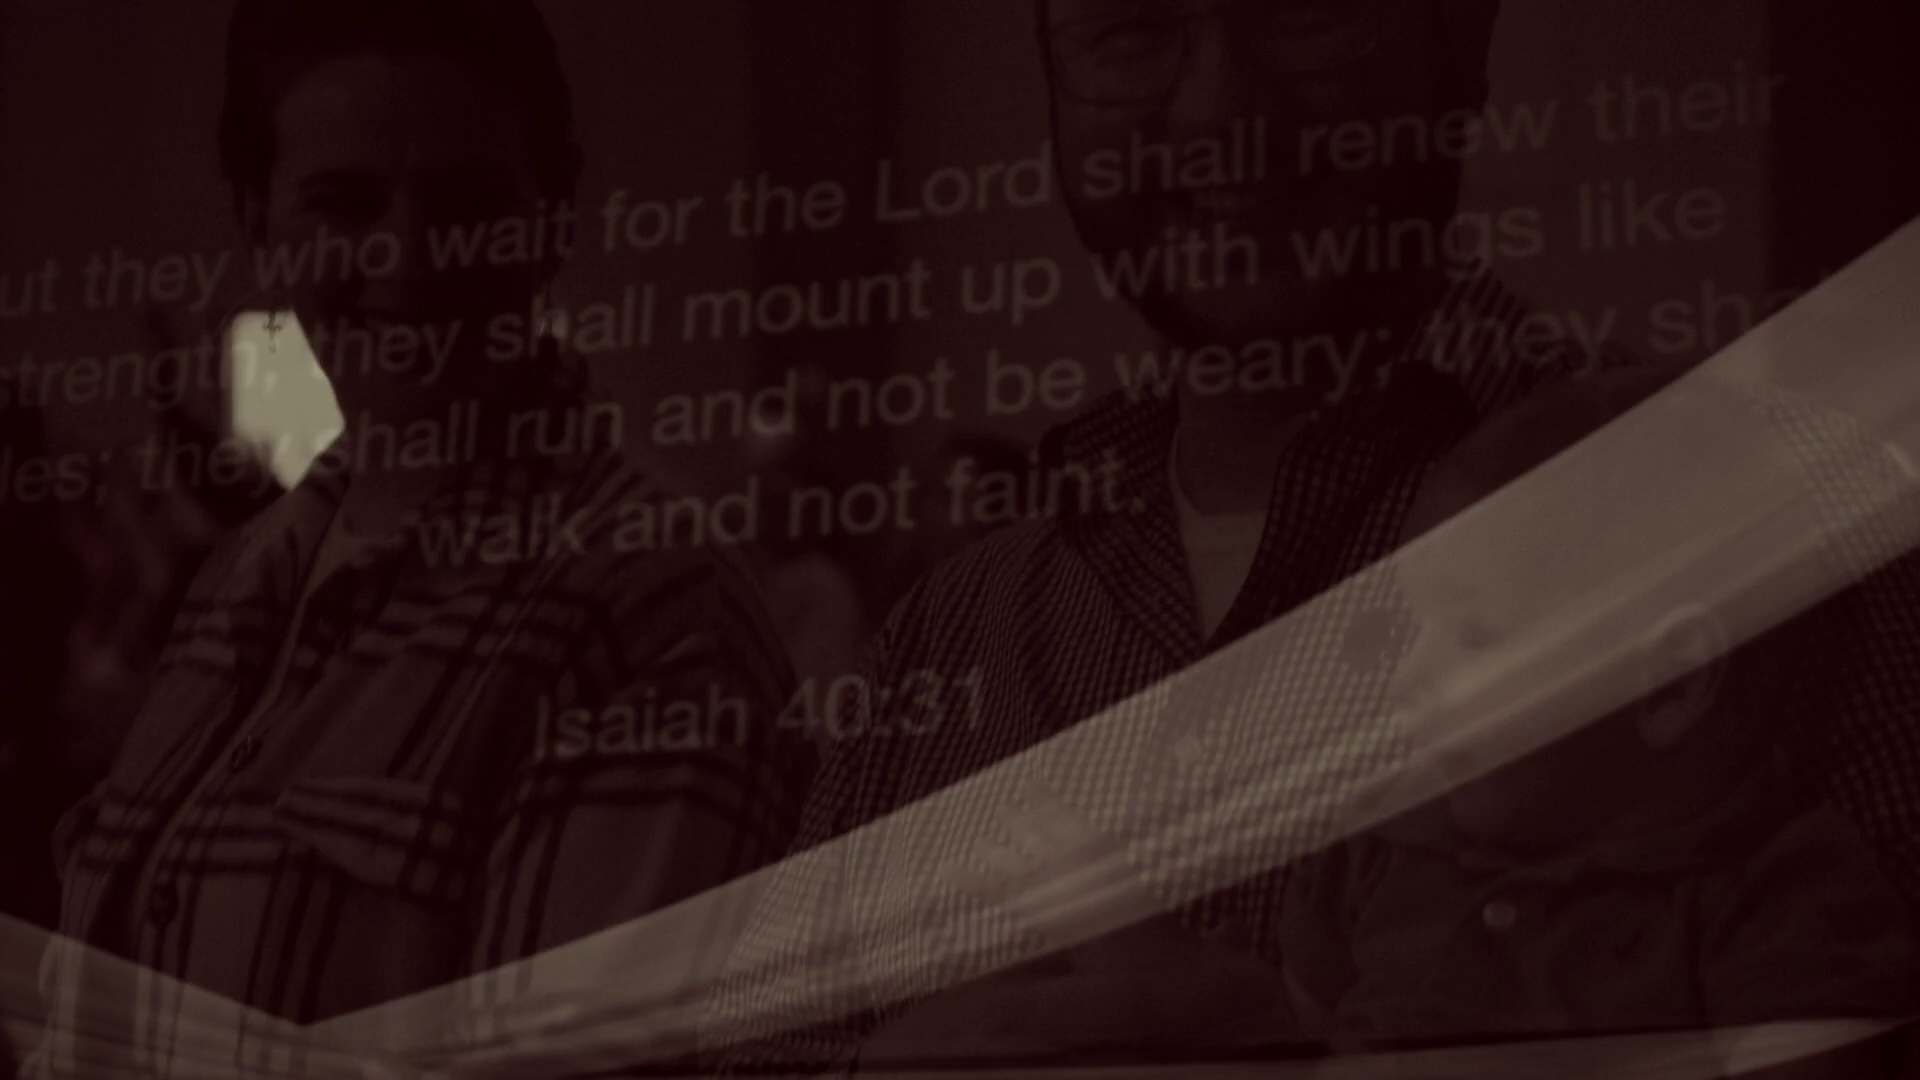 ut they who wait for the Lord shall renew their
strength; they shall mount up with wings like
les; they shall run and not be weary; they sha
walk and not faint.
Isaiah 40:31